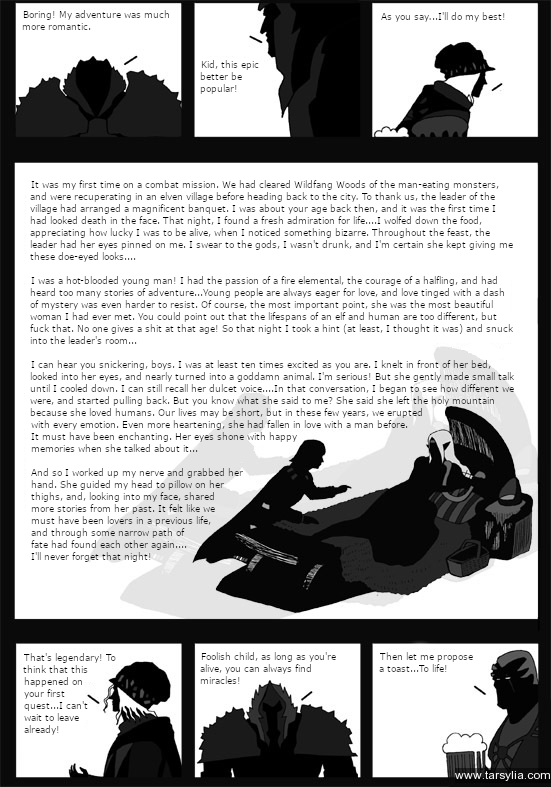 Boring! My adventure was much
more romantic.
Kid, this epic
better be
popular!
As you say...I'll do my best!
It was my first time on a combat mission. We had cleared Wildfang Woods of the man-eating monsters,
and were recuperating in an elven village before heading back to the city. To thank us, the leader of the
village had arranged a magnificent banquet. I was about your age back then, and it was the first time I
had looked death in the face. That night, I found a fresh admiration for life....I wolfed down the food,
appreciating how lucky I was to be alive, when I noticed something bizarre. Throughout the feast, the
leader had her eyes pinned on me. I swear to the gods, I wasn't drunk, and I'm certain she kept giving me
these doe-eyed looks....
I was a hot-blooded young man! I had the passion of a fire elemental, the courage of a halfling, and had
heard too many stories of adventure...Young people are always eager for love, and love tinged with a dash
of mystery was even harder to resist. Of course, the most important point, she was the most beautiful
woman I had ever met. You could point out that the lifespans of an elf and human are too different, but
fuck that. No one gives a shit at that age! So that night I took a hint (at least, I thought it was) and snuck
into the leader's room...
I can hear you snickering, boys. I was at least ten times excited as you are. I knelt in front of her bed,
looked into her eyes, and nearly turned into a goddamn animal. I'm serious! But she gently made small talk
until I cooled down. I can still recall her dulcet voice....In that conversation, I began to see how different we
were, and started pulling back. But you know what she said to me? She said she left the holy mountain
because she loved humans. Our lives may be short, but in these few years, we erupted
with every emotion. Even more heartening, she had fallen in love with a man before.
It must have been enchanting. Her eyes shone with happy
memories when she talked about it...
And so I worked up my nerve and grabbed her
hand. She guided my head to pillow on her
thighs, and, looking into my face, shared
more stories from her past. It felt like we
must have been lovers in a previous life,
and through some narrow path of
fate had found each other again....
I'll never forget that night!
That's legendary! To
think that this
happened on
your first
quest...I can't
wait to leave
already!
Foolish child, as long as you're
alive, you can always find
miracles!
Then let me propose
a toast...To life!
www.tarsylia.com